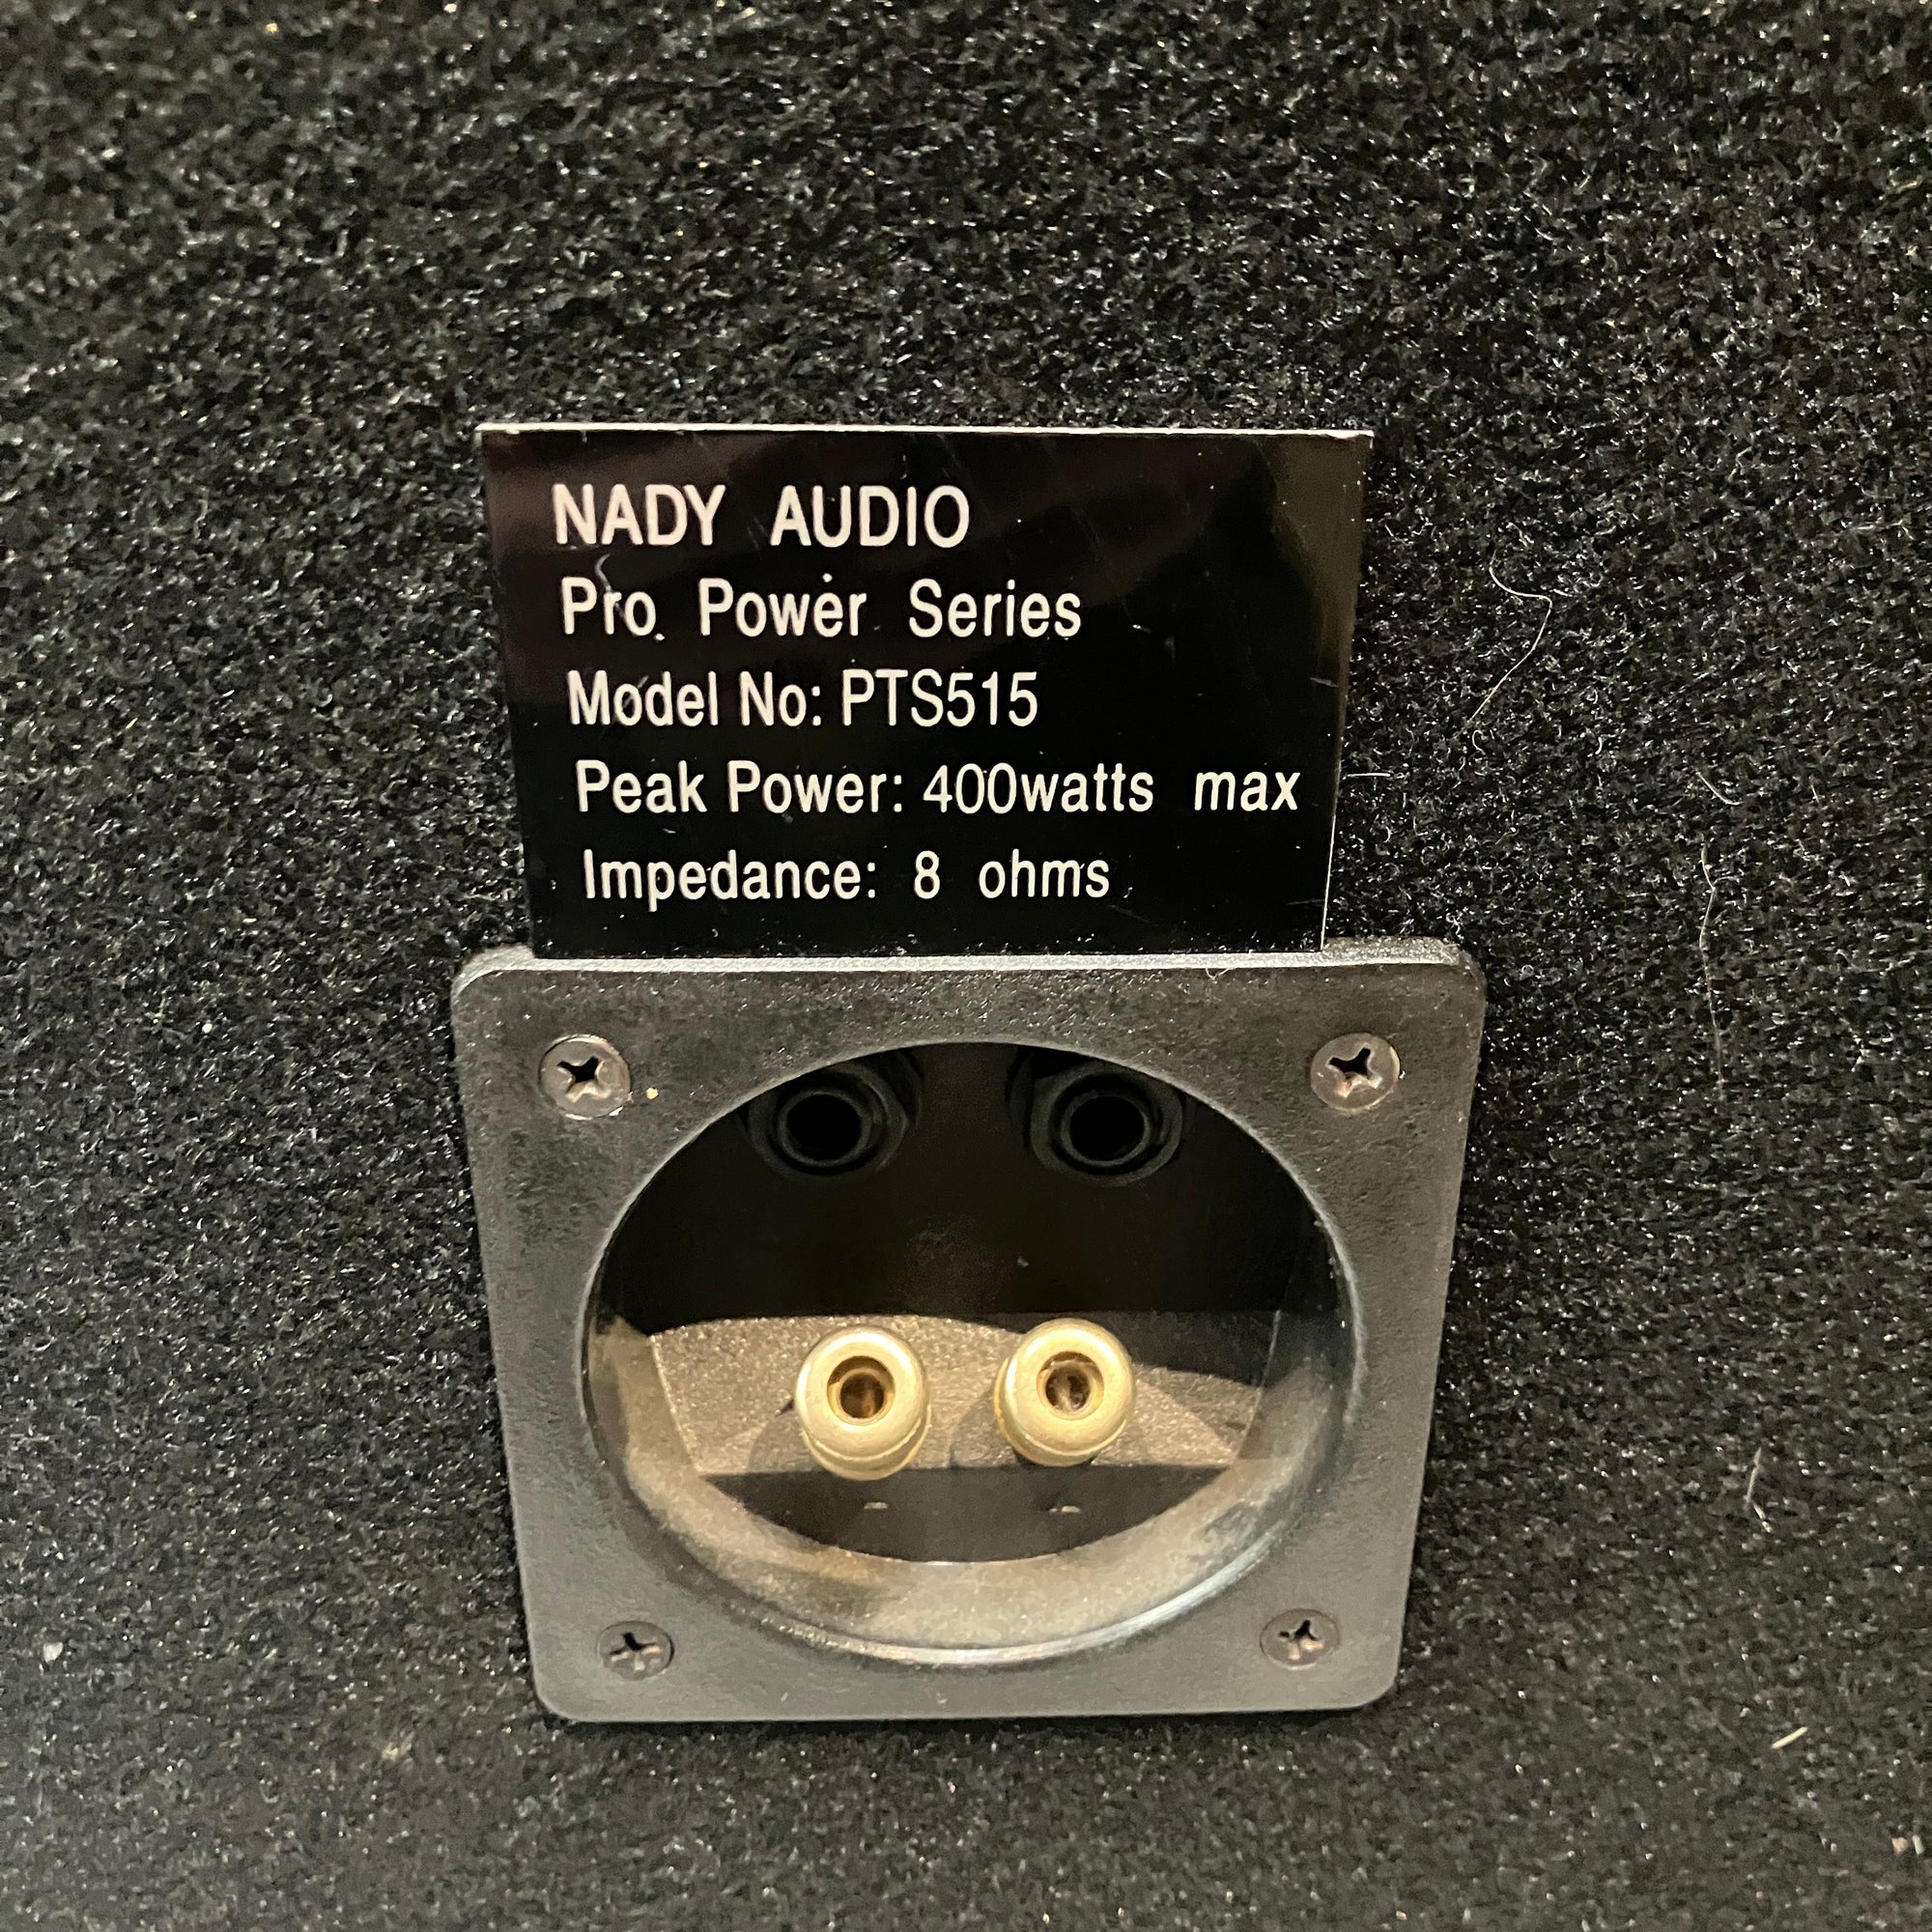 NADY AUDIO
Pro Power Series
Model No: PTS515
Peak Power: 400watts max
Impedance: 8 ohms